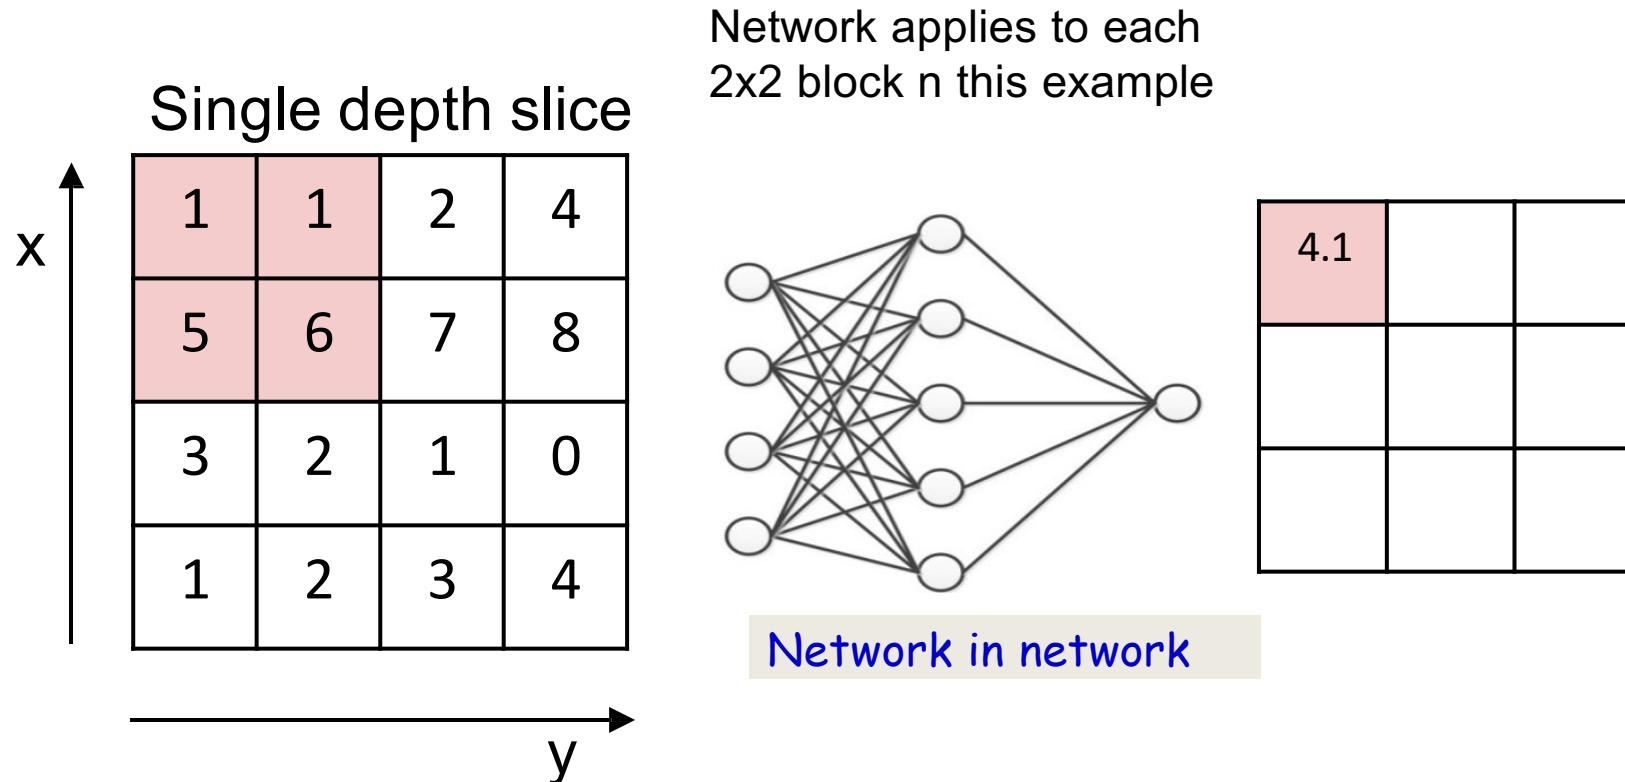 Network applies to each
2x2 block n this example
Single depth slice
x
1 1 2 4
5 6 7 8
3 2 1 0
1 2 3 4
y
4.1
Network in network